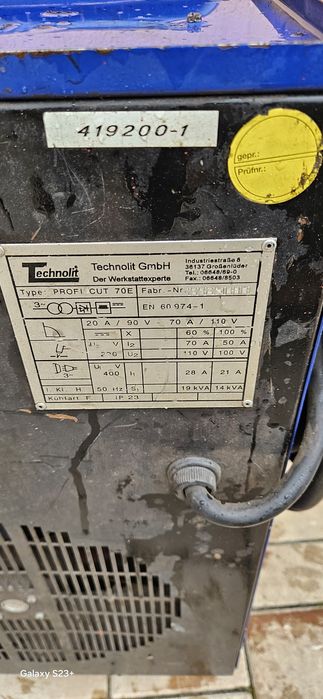 419200-1
gepr.:
Prüfnr.:
Technolit
Technolit GmbH
Der Werkstattexperte
Industriestraße 8
36137 Großenlüder
Tel.: 06648/69-0
Fax.: 06648/8503
Type: PROFI CUT 70E Fabr.-Nr
3~ EN 60 974-1
20 A / 90 V - 70 A / 110 V
X 60 % 100 %
I2 70 A 50 A
U2 110 V 100 V
3~ U1 V 400 I1 28 A 21 A
I. Kl. H. 50 Hz S1 19 kVA 14 kVA
Kühlart F IP 23
Galaxy S23+